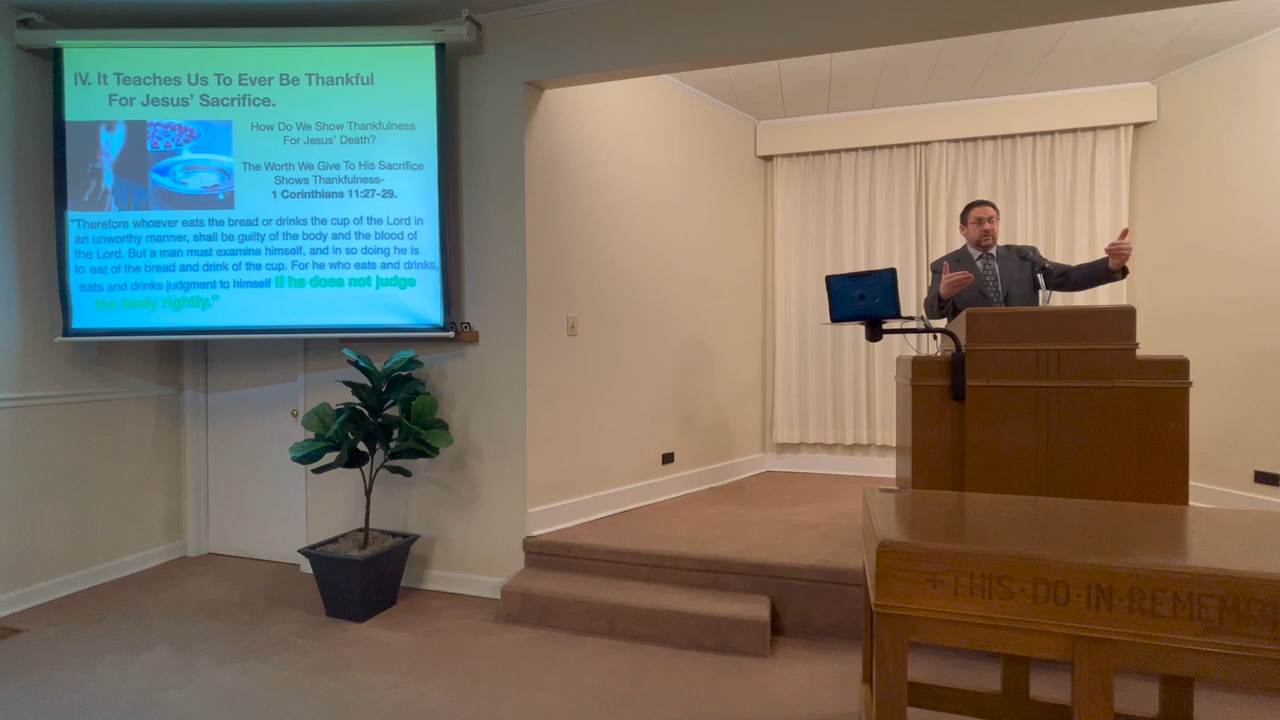 IV. It Teaches Us To Ever Be Thankful
For Jesus' Sacrifice.
How Do We Show Thankfulness
For Jesus' Death?
The Worth We Give To His Sacrifice
Shows Thankfulness-
1 Corinthians 11:27-29.
"Therefore whoever eats the bread or drinks the cup of the Lord in
an unworthy manner, shall be guilty of the body and the blood of
the Lord. But a man must examine himself, and in so doing he is
to eat of the bread and drink of the cup. For he who eats and drinks,
eats and drinks judgment to himself if he does not judge
the body rightly."
+THIS·DO·IN·REMEMB